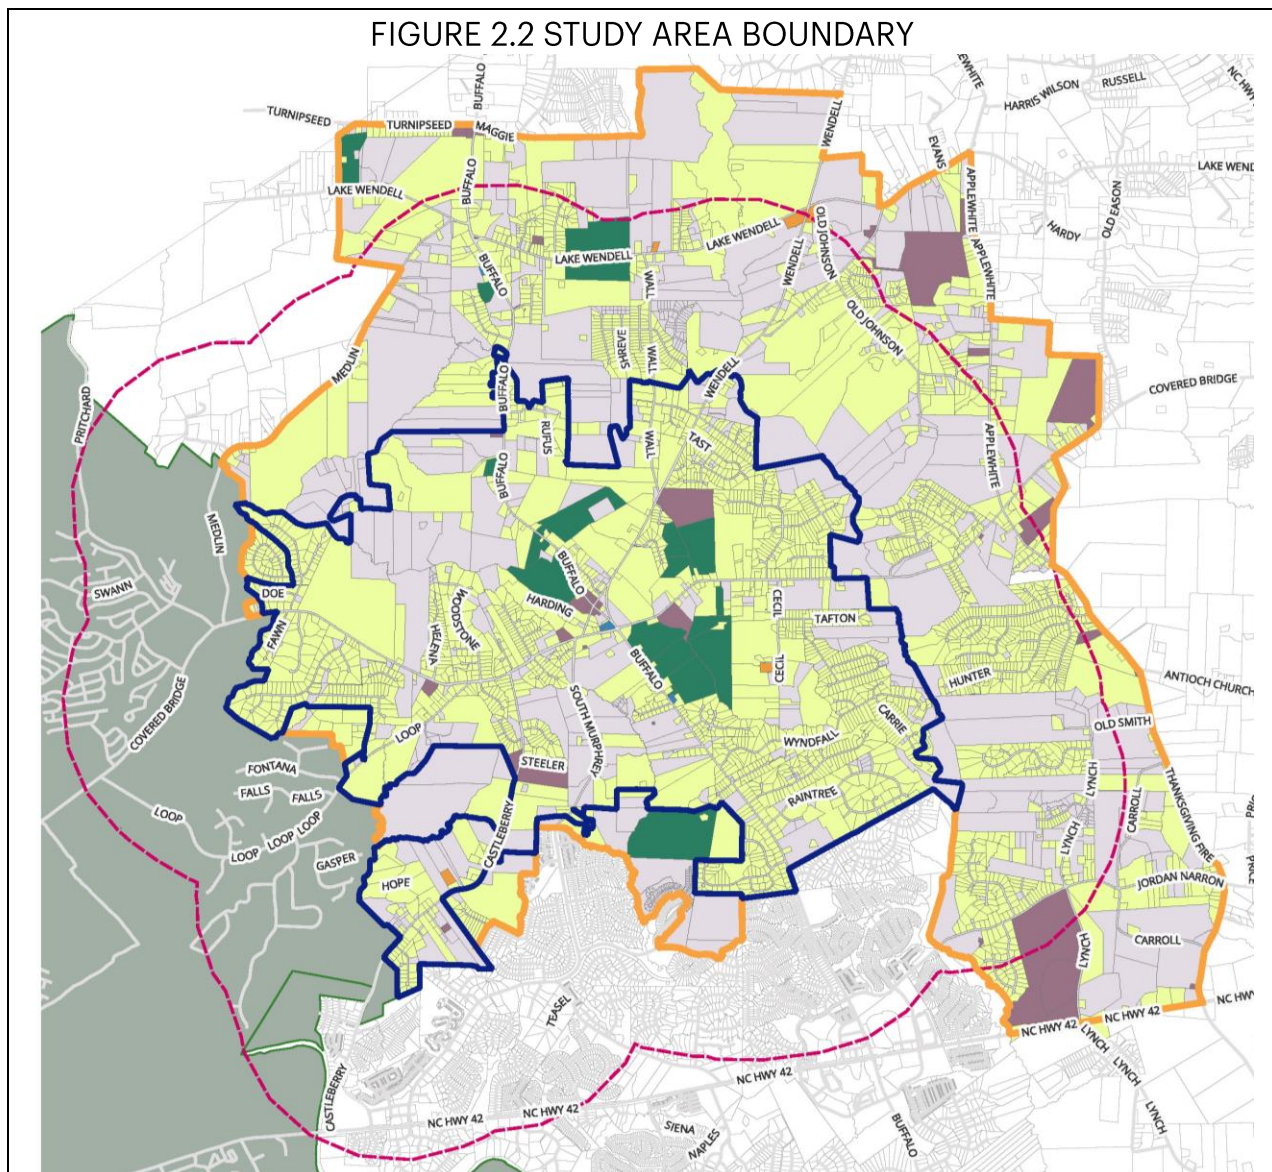 FIGURE 2.2 STUDY AREA BOUNDARY
BUFFALO
EWHITE
HARRIS WILSON
RUSSELL
NC HWY
TURNIPSEED
TURNIPSEED
MAGGIE
WENDELL
EVANS
LAKE WEND
LAKE WENDELL
BUFFALO
APPLEWHITE
OLD EASON
HARDY
OLD JOHNSON
LAKE WENDELL
LAKE WENDELL
WENDELL
APPLEWHITE
BUFFALO
WALL
OLD JOHNSON
SHREVE
WALL
MEDLIN
WENDELL
BUFFALO
COVERED BRIDGE
PRITCHARD
RUFUS
WALL
TAST
APPLEWHITE
BUFFALO
MEDLIN
SWANN
DOE
BUFFALO
HARDING
WOODSTONE
CECIL
TAFTON
FAWN
HELENA
BUFFALO
CECIL
HUNTER
ANTIOCH CHURCH
COVERED BRIDGE
SOUTH MURPHREY
CARRIE
OLD SMITH
LOOP
WYNDFALL
FONTANA
STEELER
LYNCH
FALLS
FALLS
RAINTREE
CARROLL
THANKSGIVING FIRE
LOOP
LOOP
LOOP
LOOP
CASTLEBERRY
LYNCH
GASPER
HOPE
JORDAN NARRON
LYNCH
CARROLL
TEASEL
NC HWY 42
NC HWY 42
NC HWY
LYNCH
LYNCH
NC HWY 42
CASTLEBERRY
NC HWY 42
NC HWY 42
SIENA
NAPLES
BUFFALO
LYNCH